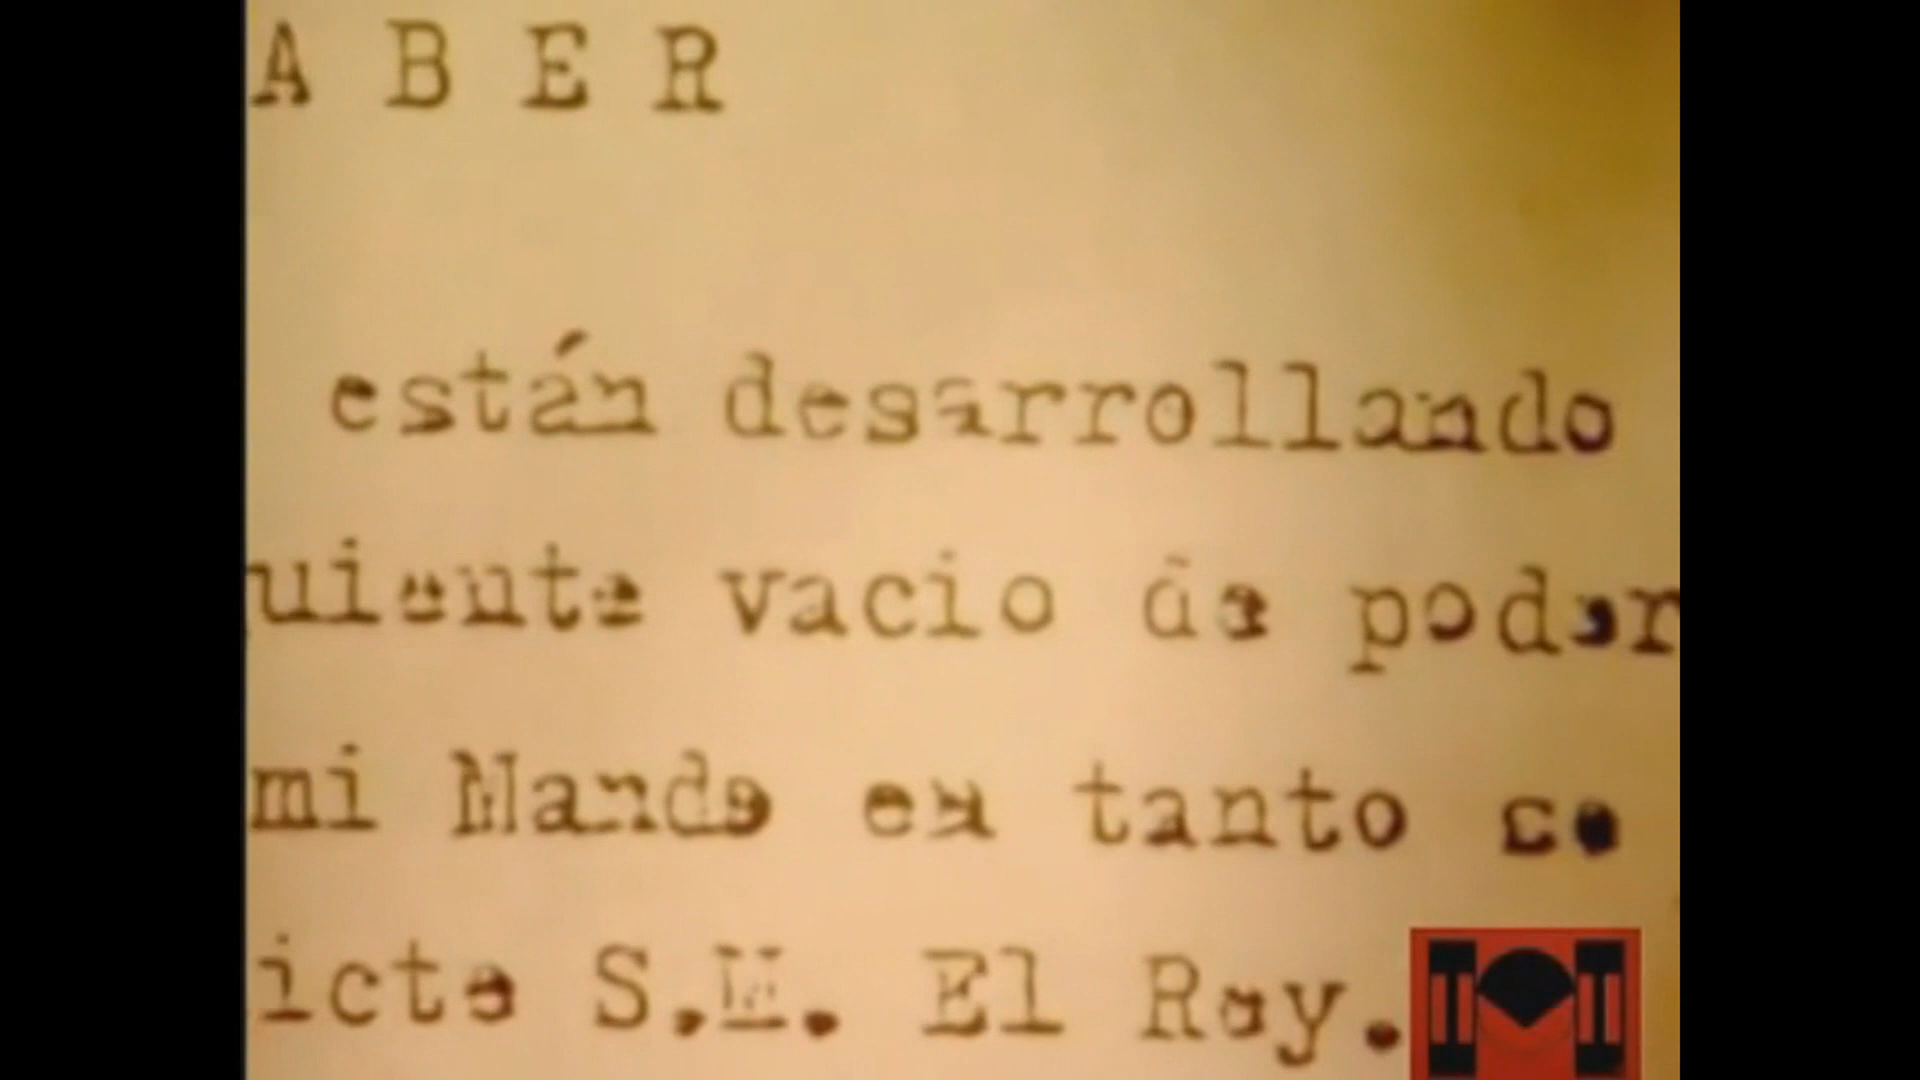 A B E R
están desarrollando
uiente vacio de poder
mi Mando en tanto se
icte S.M. El Rey.